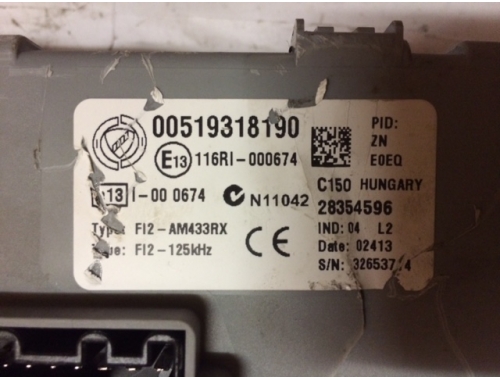 00519318190
E13 116RI-000674
13 I-00 0674 N11042
Type: FI2-AM433RX
FI2-125kHz
CE
PID:
ZN
E0EQ
C150 HUNGARY
28354596
IND: 04 L2
Date: 02413
S/N: